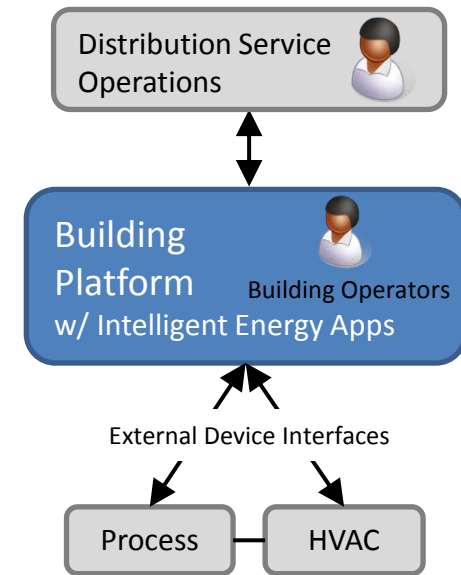 Distribution Service
Operations
Building
Platform
Building Operators
w/ Intelligent Energy Apps
External Device Interfaces
Process
HVAC